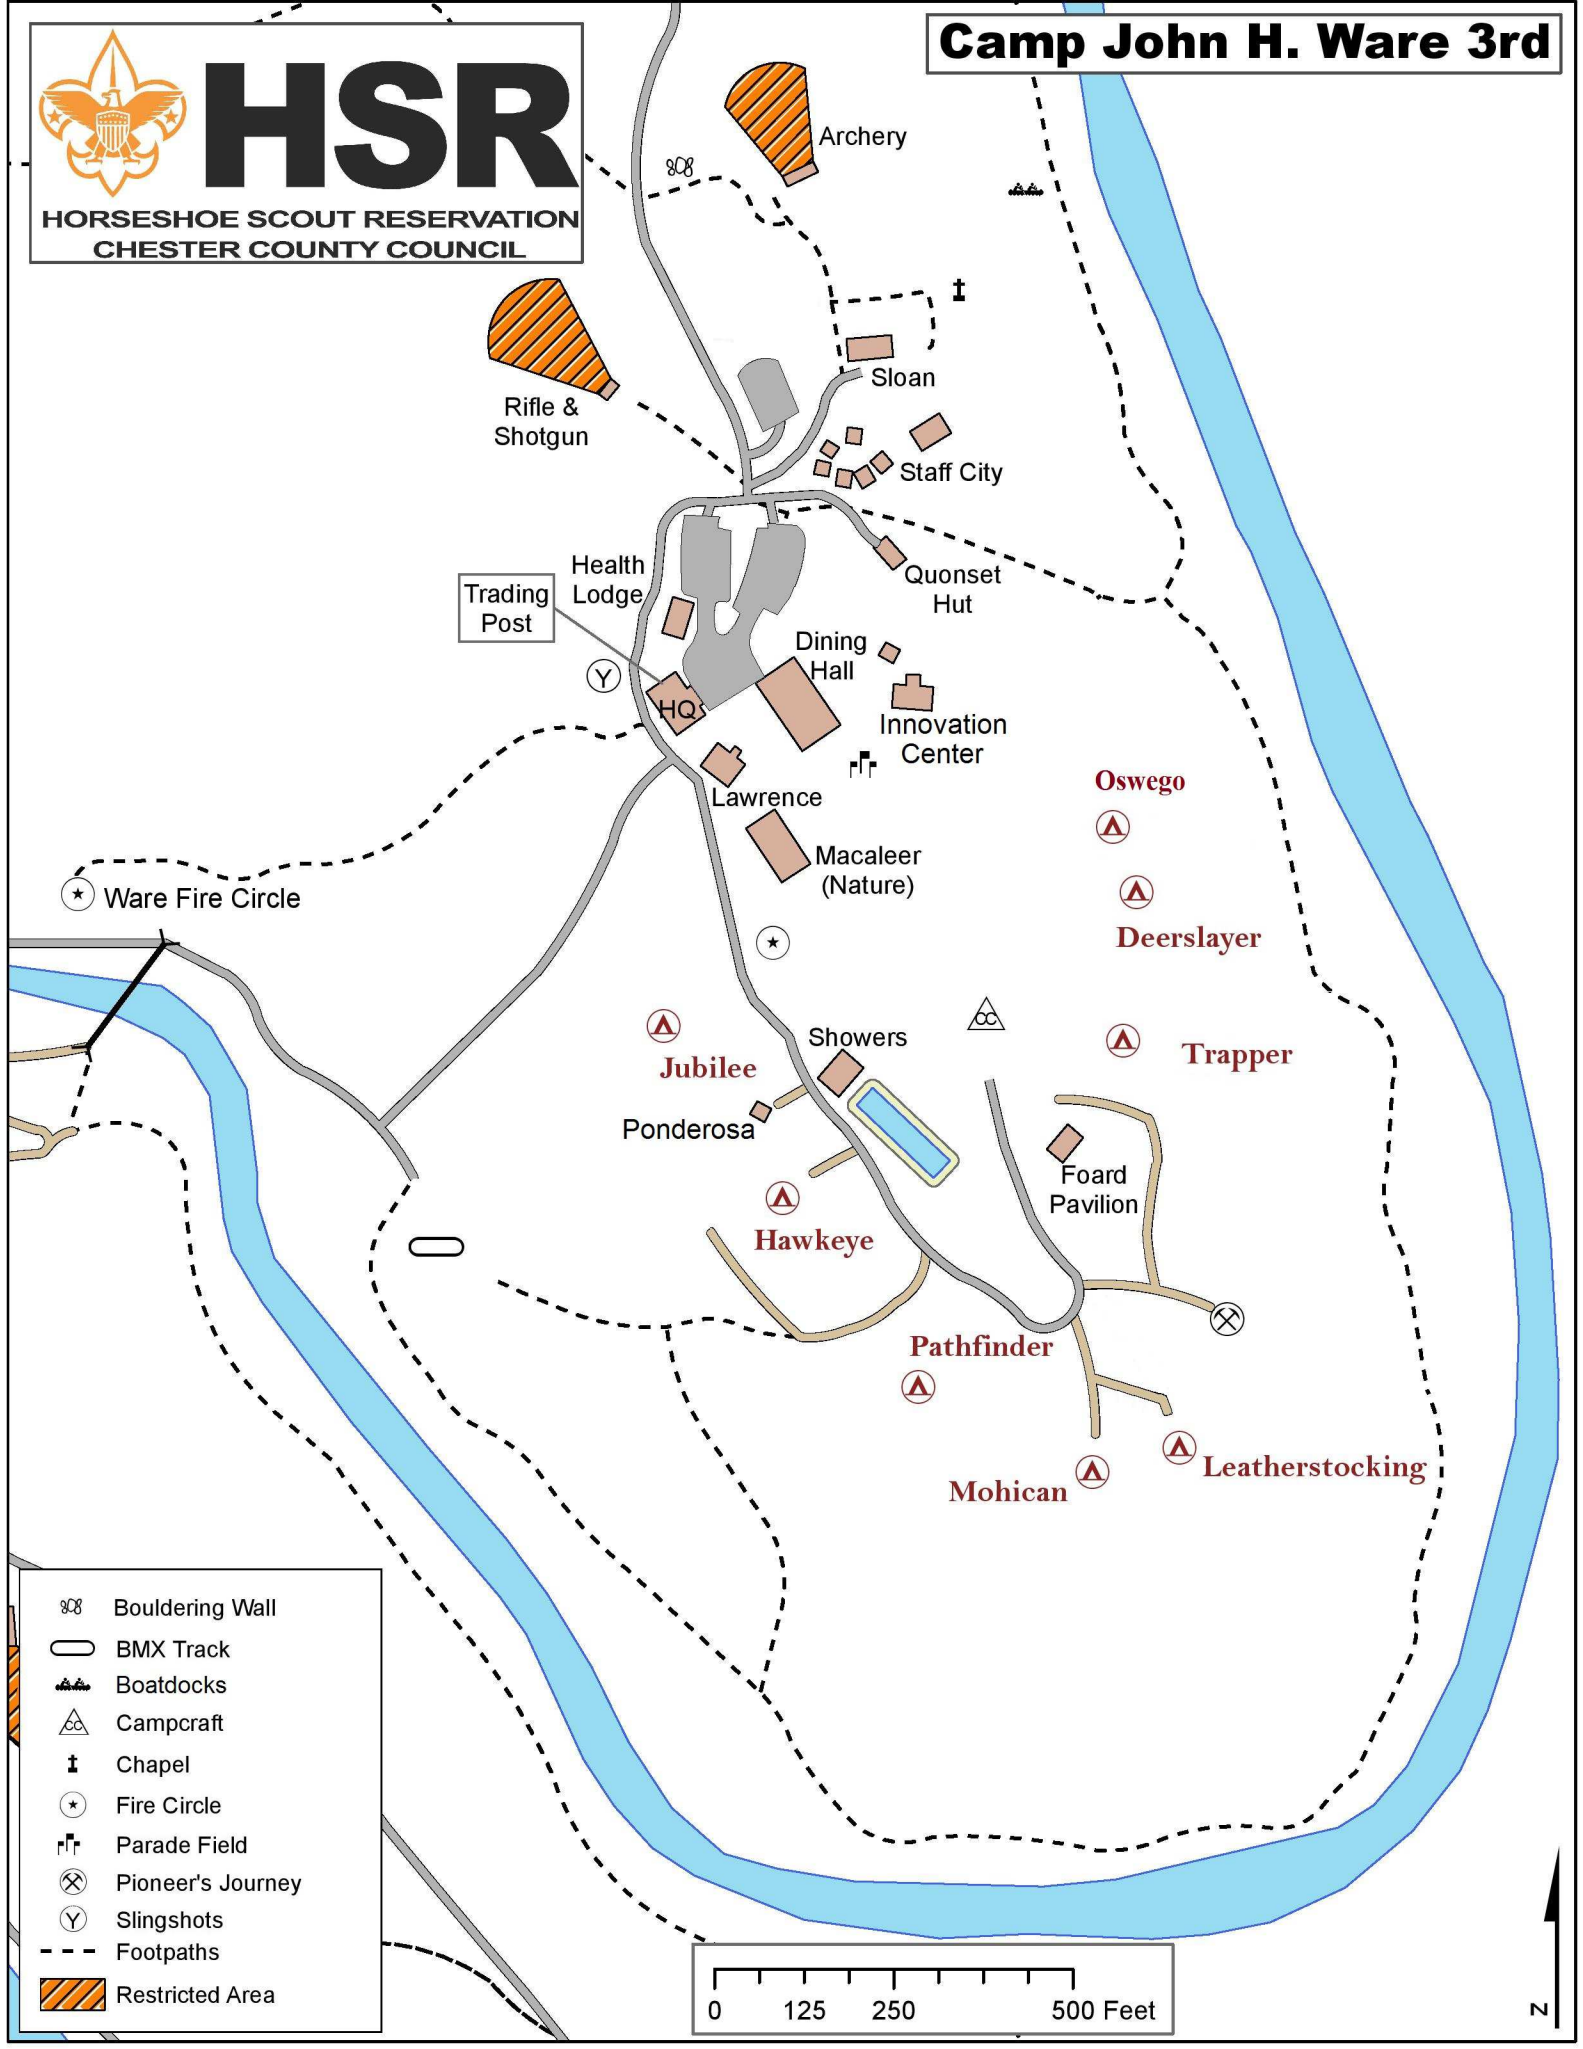 Camp John H. Ware 3rd
HSR
HORSESHOE SCOUT RESERVATION
CHESTER COUNTY COUNCIL
Archery
Rifle &
Shotgun
Sloan
Staff City
Health
Lodge
Trading
Post
Quonset
Hut
Dining
Hall
Y
HQ
Innovation
Center
Lawrence
Oswego
Macaleer
(Nature)
Ware Fire Circle
Deerslayer
CC
Jubilee
Showers
Trapper
Ponderosa
Foard
Pavilion
Hawkeye
Pathfinder
Leatherstocking
Mohican
Bouldering Wall
BMX Track
Boatdocks
CC Campcraft
Chapel
Fire Circle
Parade Field
Pioneer's Journey
Y Slingshots
Footpaths
Restricted Area
0 125 250 500 Feet
N